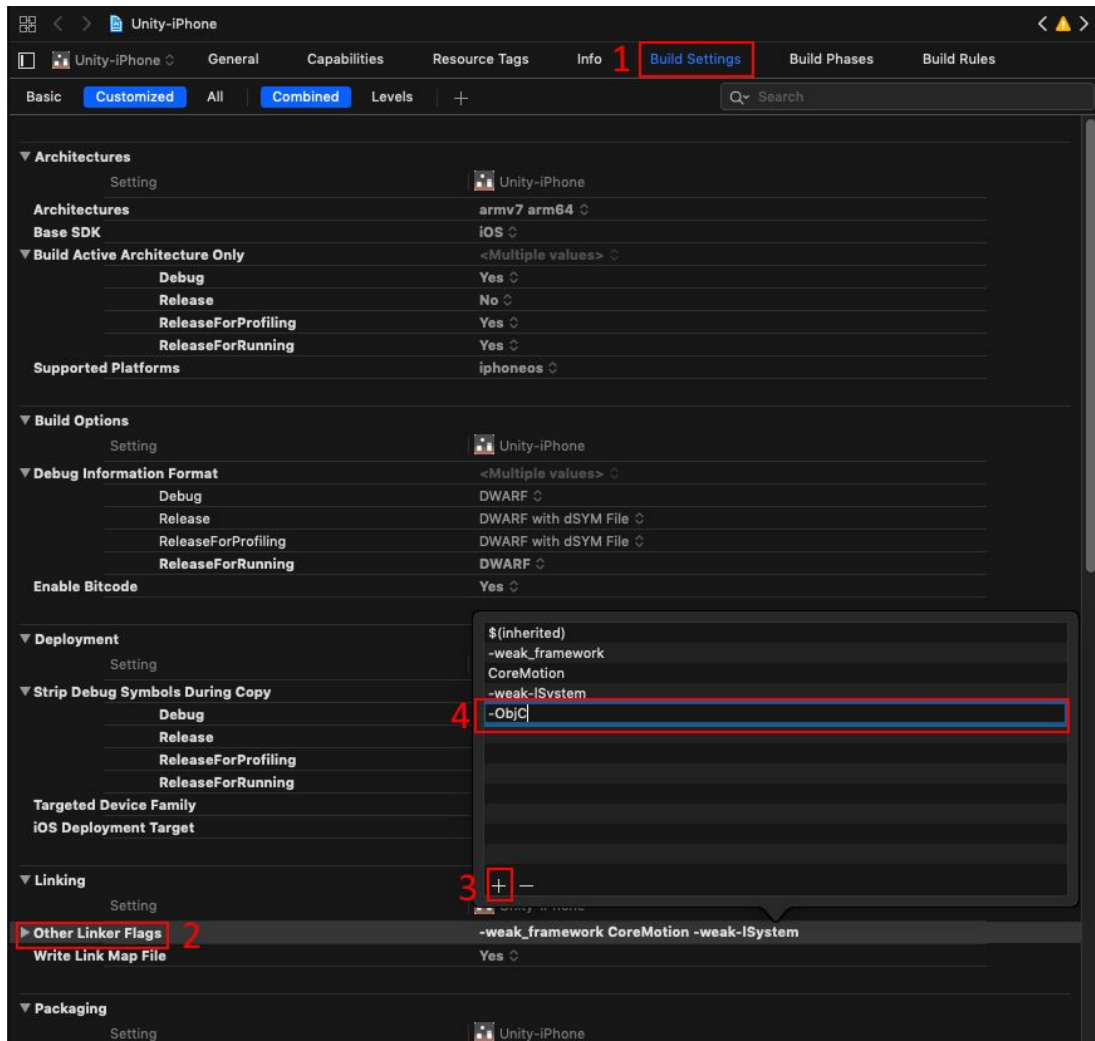 Unity-iPhone
Unity-iPhone General Capabilities Resource Tags Info 1 Build Settings Build Phases Build Rules
Basic Customized All Combined Levels + Search
Architectures
Setting Unity-iPhone
Architectures armv7 arm64
Base SDK iOS
Build Active Architecture Only <Multiple values>
Debug Yes
Release No
ReleaseForProfiling Yes
ReleaseForRunning Yes
Supported Platforms iphoneos
Build Options
Setting Unity-iPhone
Debug Information Format <Multiple values>
Debug DWARF
Release DWARF with dSYM File
ReleaseForProfiling DWARF with dSYM File
ReleaseForRunning DWARF
Enable Bitcode Yes
Deployment
Setting
Strip Debug Symbols During Copy
Debug
Release
ReleaseForProfiling
ReleaseForRunning
Targeted Device Family
iOS Deployment Target
$(inherited)
-weak_framework
CoreMotion
-weak-lSystem
4 -ObjC
3 + −
Linking
Setting Unity-iPhone
Other Linker Flags 2 -weak_framework CoreMotion -weak-lSystem
Write Link Map File Yes
Packaging
Setting Unity-iPhone